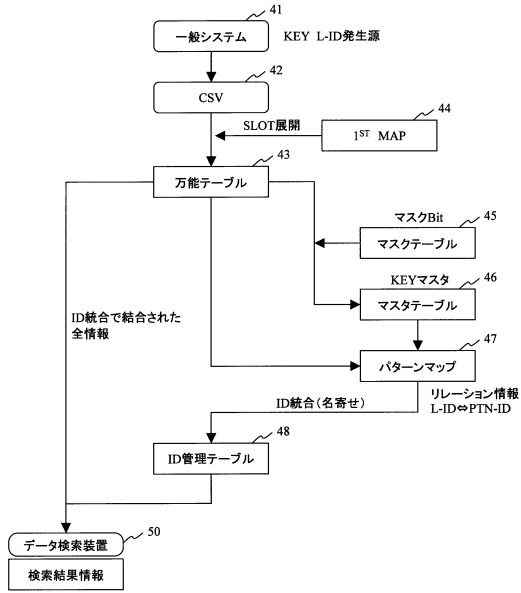 41
一般システム
KEY L-ID発生源
42
CSV
44
SLOT展開
1ST MAP
43
万能テーブル
マスクBit
45
マスクテーブル
KEYマスタ
46
マスタテーブル
ID統合で結合された
全情報
47
パターンマップ
リレーション情報
L-ID⇔PTN-ID
ID統合(名寄せ)
48
ID管理テーブル
50
データ検索装置
検索結果情報